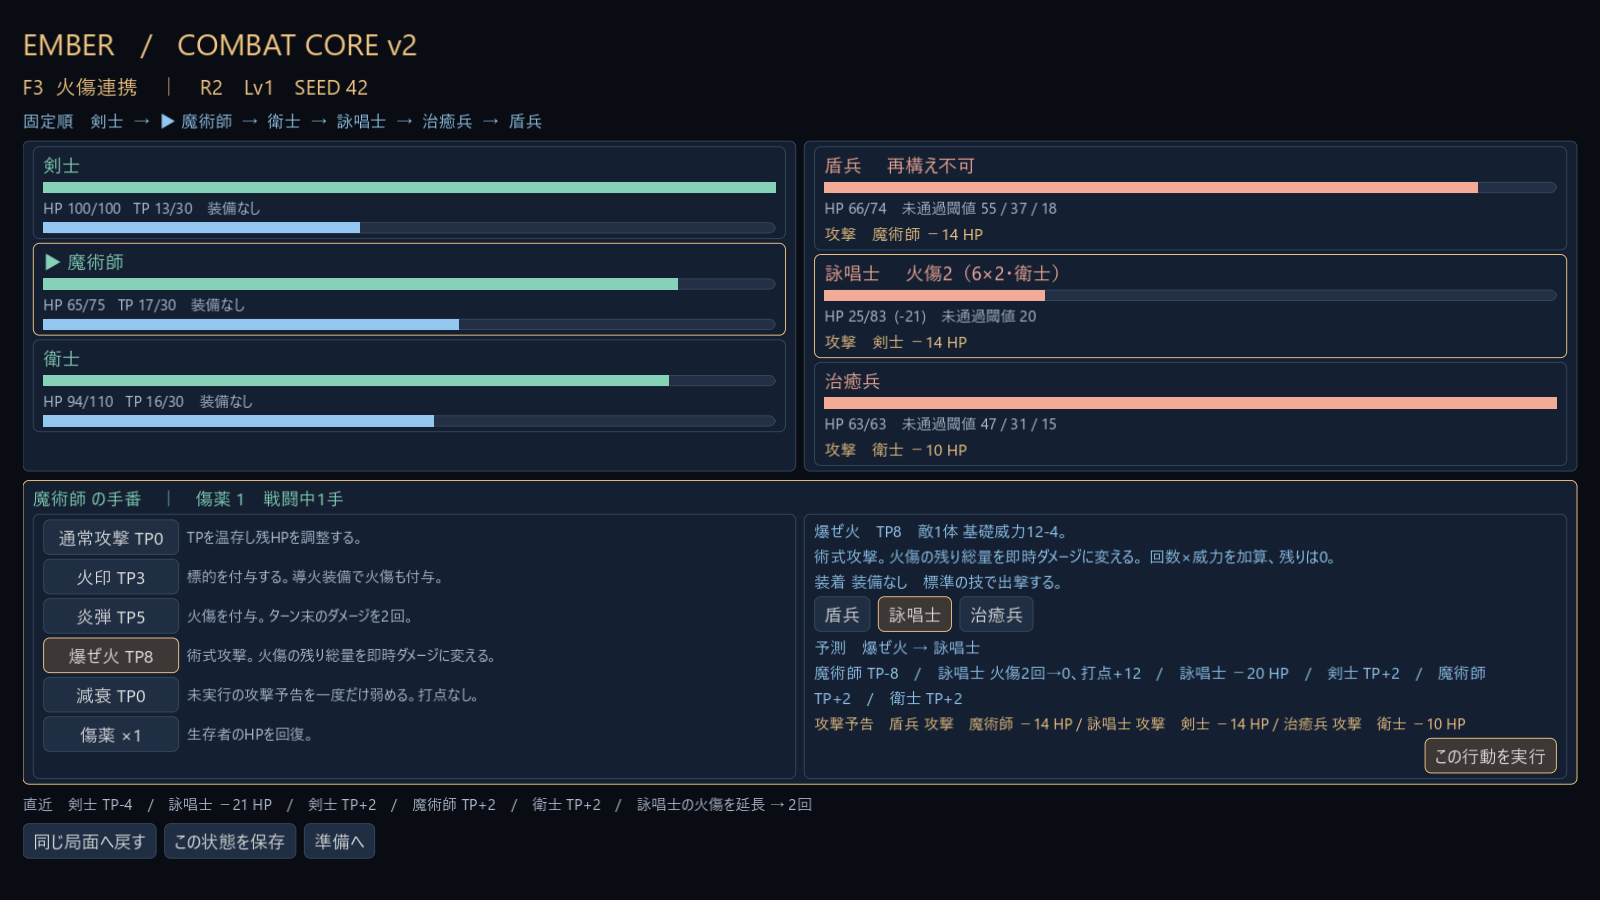 EMBER / COMBAT CORE v2
F3 火傷連携 | R2 Lv1 SEED 42
固定順 剣士 → ▶ 魔術師 → 衛士 → 詠唱士 → 治癒兵 → 盾兵
剣士
HP 100/100 TP 13/30 装備なし
▶ 魔術師
HP 65/75 TP 17/30 装備なし
衛士
HP 94/110 TP 16/30 装備なし
盾兵 再構え不可
HP 66/74 未通過閾値 55 / 37 / 18
攻撃 魔術師 －14 HP
詠唱士 火傷2（6×2・衛士）
HP 25/83 (-21) 未通過閾値 20
攻撃 剣士 －14 HP
治癒兵
HP 63/63 未通過閾値 47 / 31 / 15
攻撃 衛士 －10 HP
魔術師 の手番 | 傷薬 1 戦闘中1手
通常攻撃 TP0 TPを温存し残HPを調整する。
火印 TP3 標的を付与する。導火装備で火傷も付与。
炎弾 TP5 火傷を付与。ターン末のダメージを2回。
爆ぜ火 TP8 術式攻撃。火傷の残り総量を即時ダメージに変える。
減衰 TP0 未実行の攻撃予告を一度だけ弱める。打点なし。
傷薬 ×1 生存者のHPを回復。
爆ぜ火 TP8 敵1体 基礎威力12-4。
術式攻撃。火傷の残り総量を即時ダメージに変える。回数×威力を加算、残りは0。
装着 装備なし 標準の技で出撃する。
盾兵 詠唱士 治癒兵
予測 爆ぜ火 → 詠唱士
魔術師 TP-8 / 詠唱士 火傷2回→0、打点+12 / 詠唱士 －20 HP / 剣士 TP+2 / 魔術師
TP+2 / 衛士 TP+2
攻撃予告 盾兵 攻撃 魔術師 －14 HP / 詠唱士 攻撃 剣士 －14 HP / 治癒兵 攻撃 衛士 －10 HP
この行動を実行
直近 剣士 TP-4 / 詠唱士 －21 HP / 剣士 TP+2 / 魔術師 TP+2 / 衛士 TP+2 / 詠唱士の火傷を延長 → 2回
同じ局面へ戻す この状態を保存 準備へ